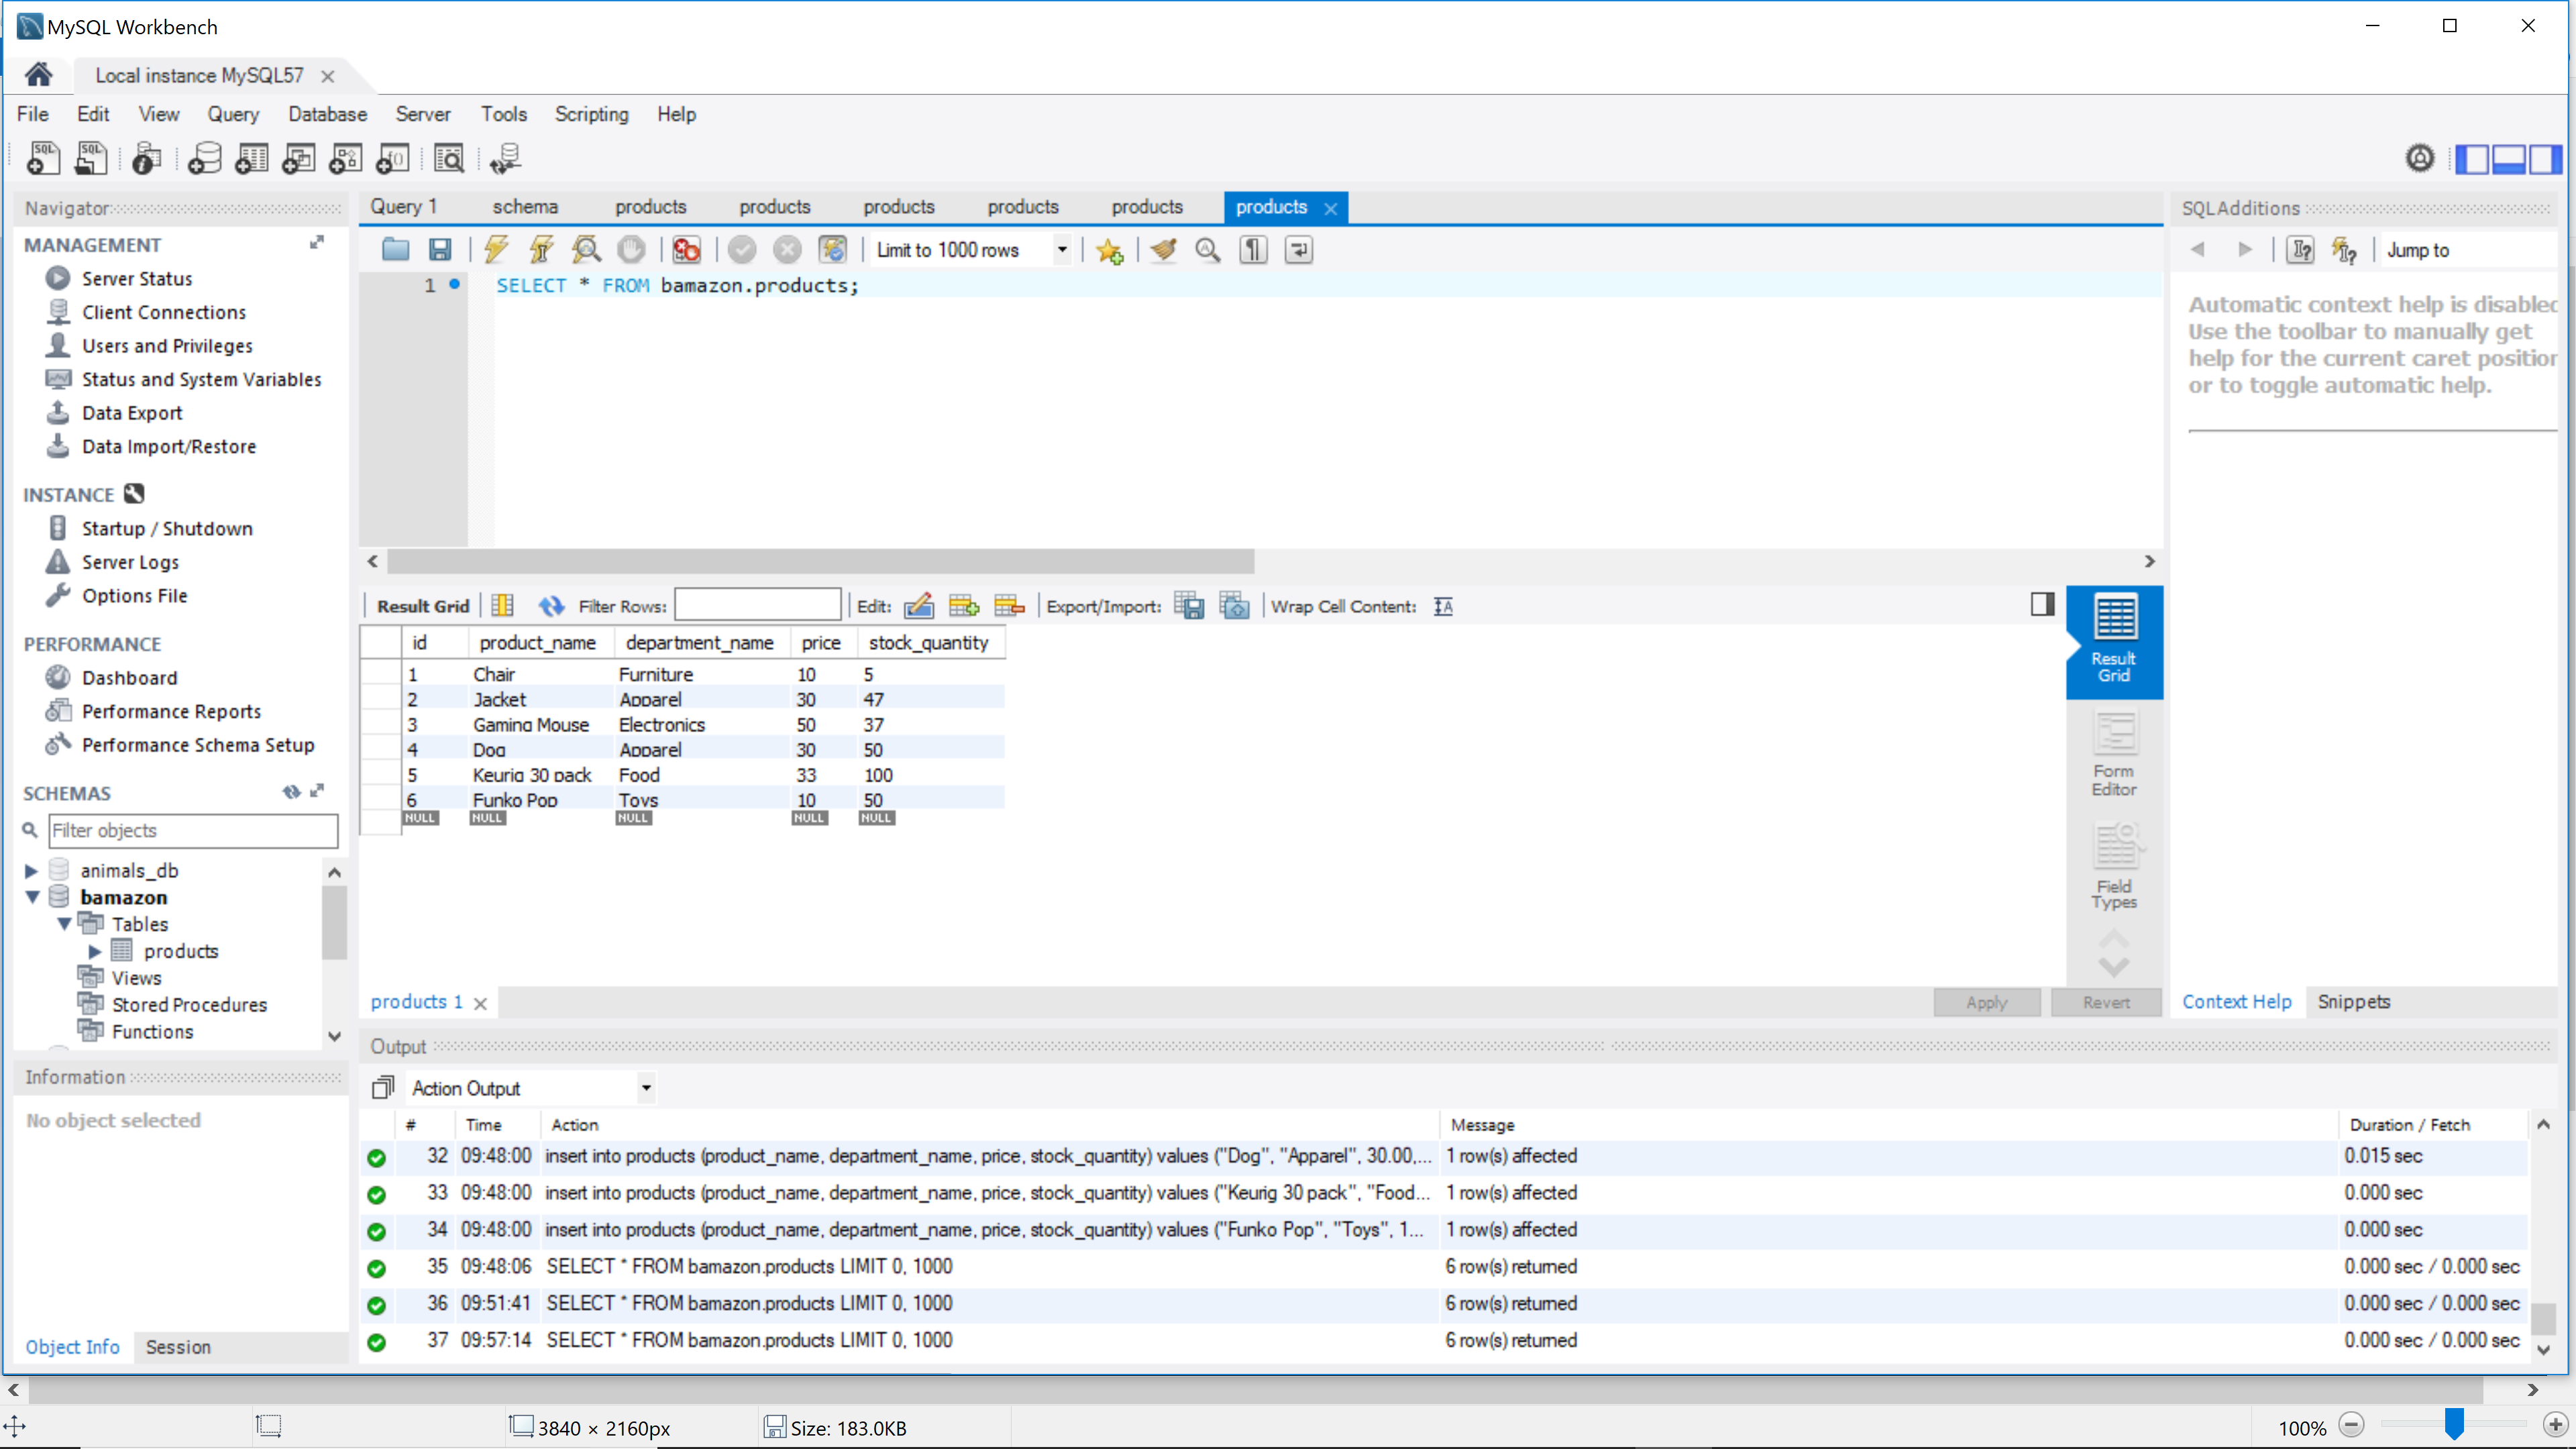 MySQL Workbench
Local instance MySQL57
File Edit View Query Database Server Tools Scripting Help
Navigator
MANAGEMENT
Server Status
Client Connections
Users and Privileges
Status and System Variables
Data Export
Data Import/Restore
INSTANCE
Startup / Shutdown
Server Logs
Options File
PERFORMANCE
Dashboard
Performance Reports
Performance Schema Setup
SCHEMAS
Filter objects
animals_db
bamazon
Tables
products
Views
Stored Procedures
Functions
Information
No object selected
Object Info Session
Query 1 schema products products products products products products
Limit to 1000 rows
1 SELECT * FROM bamazon.products;
Result Grid Filter Rows: Edit: Export/Import: Wrap Cell Content:
id product_name department_name price stock_quantity
1 Chair Furniture 10 5
2 Jacket Apparel 30 47
3 Gaming Mouse Electronics 50 37
4 Dog Apparel 30 50
5 Keurig 30 pack Food 33 100
6 Funko Pop Toys 10 50
NULL NULL NULL NULL NULL
Result
Grid
Form
Editor
Field
Types
products 1
Apply Revert
SQLAdditions
Jump to
Automatic context help is disabled
Use the toolbar to manually get
help for the current caret position
or to toggle automatic help.
Context Help Snippets
Output
Action Output
# Time Action Message Duration / Fetch
32 09:48:00 insert into products (product_name, department_name, price, stock_quantity) values ("Dog", "Apparel", 30.00,... 1 row(s) affected 0.015 sec
33 09:48:00 insert into products (product_name, department_name, price, stock_quantity) values ("Keurig 30 pack", "Food... 1 row(s) affected 0.000 sec
34 09:48:00 insert into products (product_name, department_name, price, stock_quantity) values ("Funko Pop", "Toys", 1... 1 row(s) affected 0.000 sec
35 09:48:06 SELECT * FROM bamazon.products LIMIT 0, 1000 6 row(s) returned 0.000 sec / 0.000 sec
36 09:51:41 SELECT * FROM bamazon.products LIMIT 0, 1000 6 row(s) returned 0.000 sec / 0.000 sec
37 09:57:14 SELECT * FROM bamazon.products LIMIT 0, 1000 6 row(s) returned 0.000 sec / 0.000 sec
3840 × 2160px Size: 183.0KB 100%